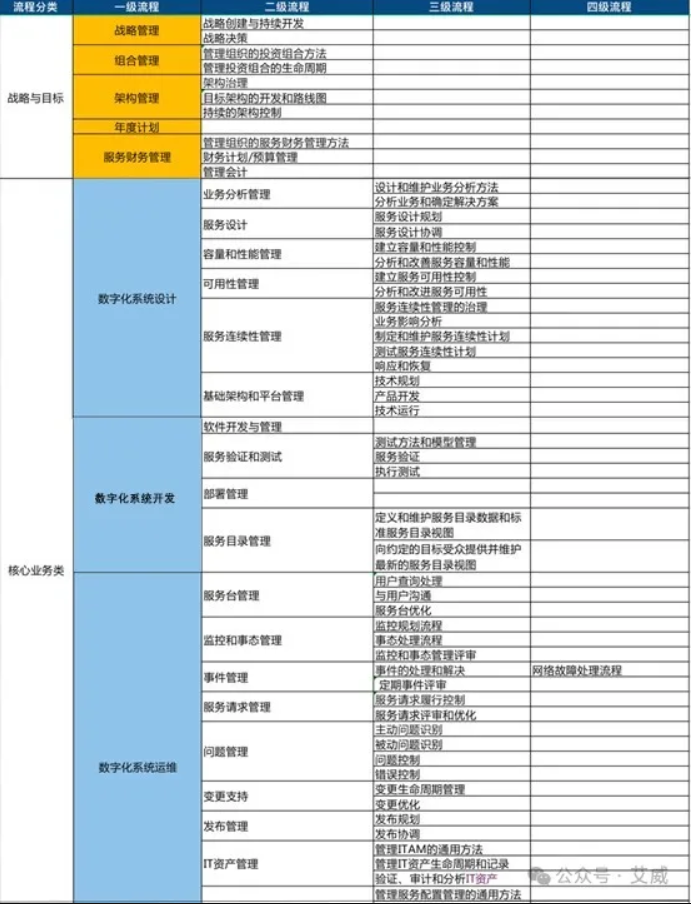 流程分类 一级流程 二级流程 三级流程 四级流程
战略与目标 战略管理 战略创建与持续开发
战略决策
组合管理 管理组织的投资组合方法
管理投资组合的生命周期
架构管理 架构治理
目标架构的开发和路线图
持续的架构控制
年度计划
服务财务管理 管理组织的服务财务管理方法
财务计划/预算管理
管理会计
核心业务类 数字化系统设计 业务分析管理 设计和维护业务分析方法
分析业务和确定解决方案
服务设计 服务设计规划
服务设计协调
容量和性能管理 建立容量和性能控制
分析和改善服务容量和性能
可用性管理 建立服务可用性控制
分析和改进服务可用性
服务连续性管理 服务连续性管理的治理
业务影响分析
制定和维护服务连续性计划
测试服务连续性计划
响应和恢复
基础架构和平台管理 技术规划
产品开发
技术运行
数字化系统开发 软件开发与管理
服务验证和测试 测试方法和模型管理
服务验证
执行测试
部署管理
服务目录管理 定义和维护服务目录数据和标
准服务目录视图
向约定的目标受众提供并维护
最新的服务目录视图
数字化系统运维 服务台管理 用户查询处理
与用户沟通
服务台优化
监控和事态管理 监控规划流程
事态处理流程
监控和事态管理评审
事件管理 事件的处理和解决 网络故障处理流程
定期事件评审
服务请求管理 服务请求履行控制
服务请求评审和优化
问题管理 主动问题识别
被动问题识别
问题控制
错误控制
变更支持 变更生命周期管理
变更优化
发布管理 发布规划
发布协调
IT资产管理 管理ITAM的通用方法
管理IT资产生命周期和记录
验证、审计和分析IT资产
管理服务配置管理的通用方法
公众号·艾威